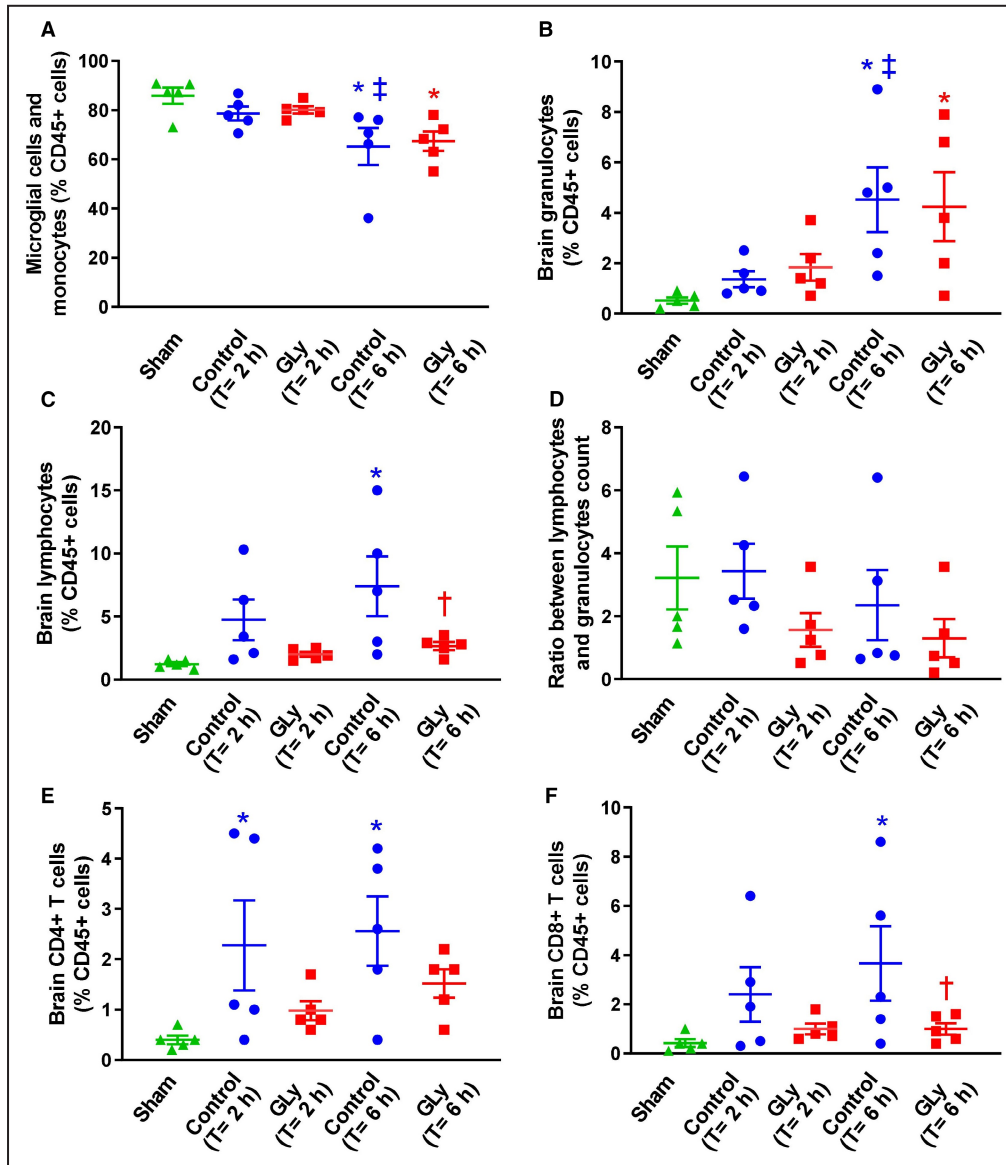 A
Microglial cells and
monocytes (% CD45+ cells)
100
80
60
40
20
0
* ‡
*
Sham
Control
(T= 2 h)
GLy
(T= 2 h)
Control
(T= 6 h)
GLy
(T= 6 h)
B
Brain granulocytes
(% CD45+ cells)
10
8
6
4
2
0
* ‡
*
Sham
Control
(T= 2 h)
GLy
(T= 2 h)
Control
(T= 6 h)
GLy
(T= 6 h)
C
Brain lymphocytes
(% CD45+ cells)
20
15
10
5
0
*
†
Sham
Control
(T= 2 h)
GLy
(T= 2 h)
Control
(T= 6 h)
GLy
(T= 6 h)
D
Ratio between lymphocytes
and granulocytes count
8
6
4
2
0
Sham
Control
(T= 2 h)
GLy
(T= 2 h)
Control
(T= 6 h)
GLy
(T= 6 h)
E
Brain CD4+ T cells
(% CD45+ cells)
5
4
3
2
1
0
*
*
Sham
Control
(T= 2 h)
GLy
(T= 2 h)
Control
(T= 6 h)
GLy
(T= 6 h)
F
Brain CD8+ T cells
(% CD45+ cells)
10
8
6
4
2
0
*
†
Sham
Control
(T= 2 h)
GLy
(T= 2 h)
Control
(T= 6 h)
GLy
(T= 6 h)